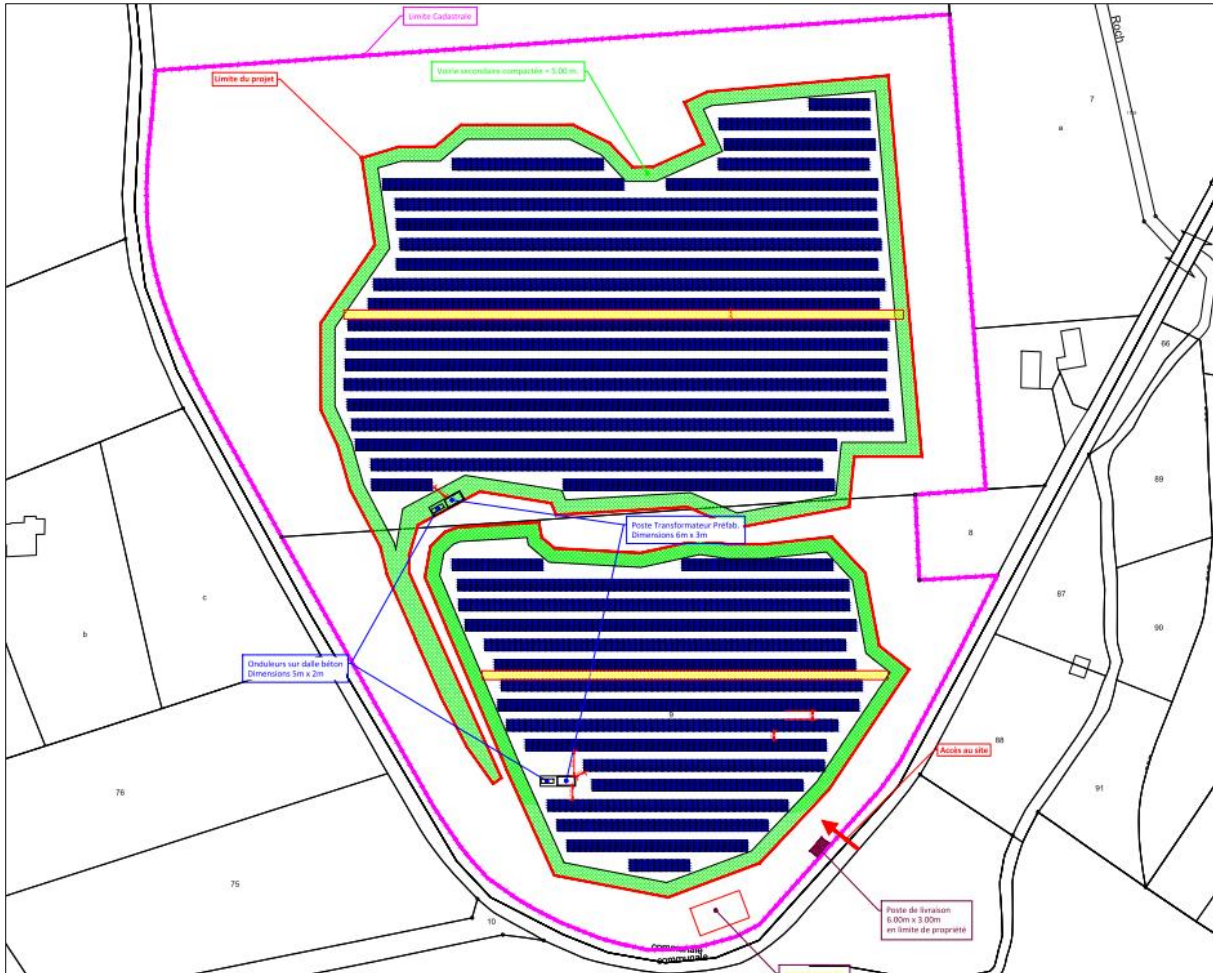 Limite Cadastrale
Roch
Voirie secondaire compactée = 5.00 m.
Limite du projet
7
a
66
89
Poste Transformateur Préfab.
Dimensions 6m x 3m
8
c
b
87
90
Onduleurs sur dalle béton
Dimensions 5m x 2m
88
Accès au site
76
91
75
Poste de livraison
6.00m x 3.00m
en limite de propriété
10
communale
communale